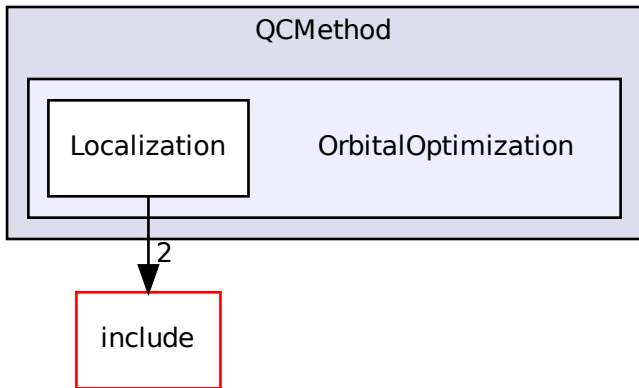 QCMethod
Localization
OrbitalOptimization
2
include